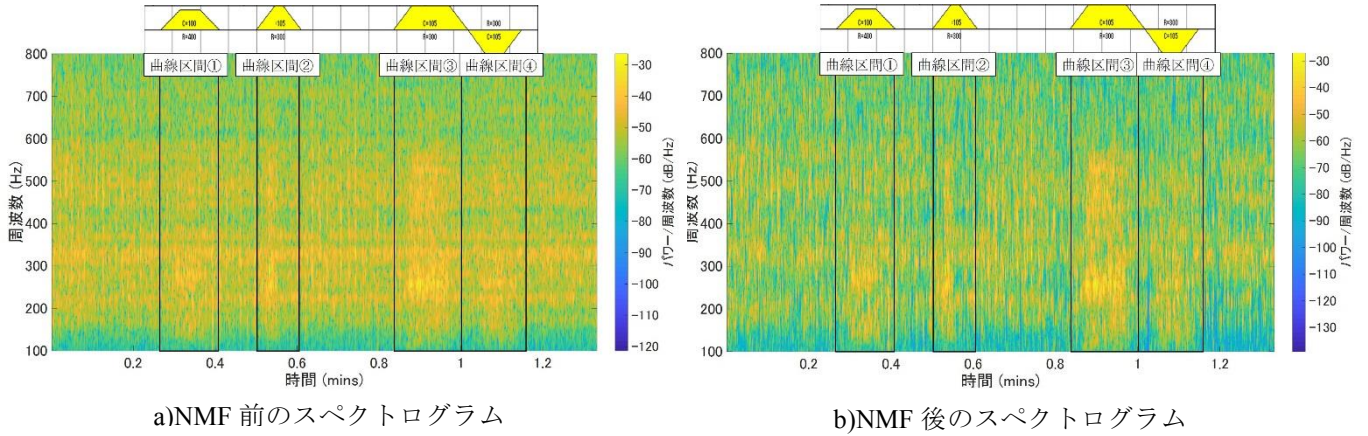 C=100
-105
C=105
R=300
R=400
R=300
R=300
C=105
曲線区間①
曲線区間②
曲線区間③
曲線区間④
800
700
600
500
400
300
200
100
周波数 (Hz)
0.2
0.4
0.6
0.8
1
1.2
時間 (mins)
-30
-40
-50
-60
-70
-80
-90
-100
-110
-120
パワー/周波数 (dB/Hz)
a)NMF 前のスペクトログラム
C=100
-105
C=105
R=300
R=400
R=300
R=300
C=105
曲線区間①
曲線区間②
曲線区間③
曲線区間④
800
700
600
500
400
300
200
100
周波数 (Hz)
0.2
0.4
0.6
0.8
1
1.2
時間 (mins)
-30
-40
-50
-60
-70
-80
-90
-100
-110
-120
-130
パワー/周波数 (dB/Hz)
b)NMF 後のスペクトログラム